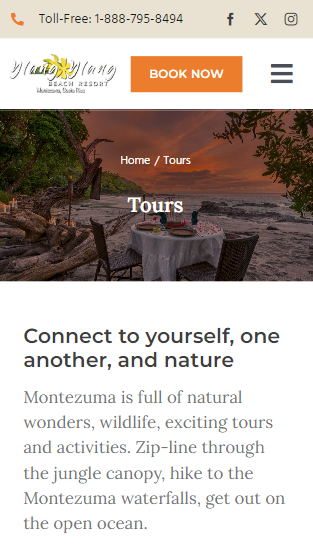 Toll-Free: 1-888-795-8494
Ylang Ylang
BEACH RESORT
Montezuma, Costa Rica
BOOK NOW
Home / Tours
Tours
Connect to yourself, one
another, and nature
Montezuma is full of natural
wonders, wildlife, exciting tours
and activities. Zip-line through
the jungle canopy, hike to the
Montezuma waterfalls, get out on
the open ocean.